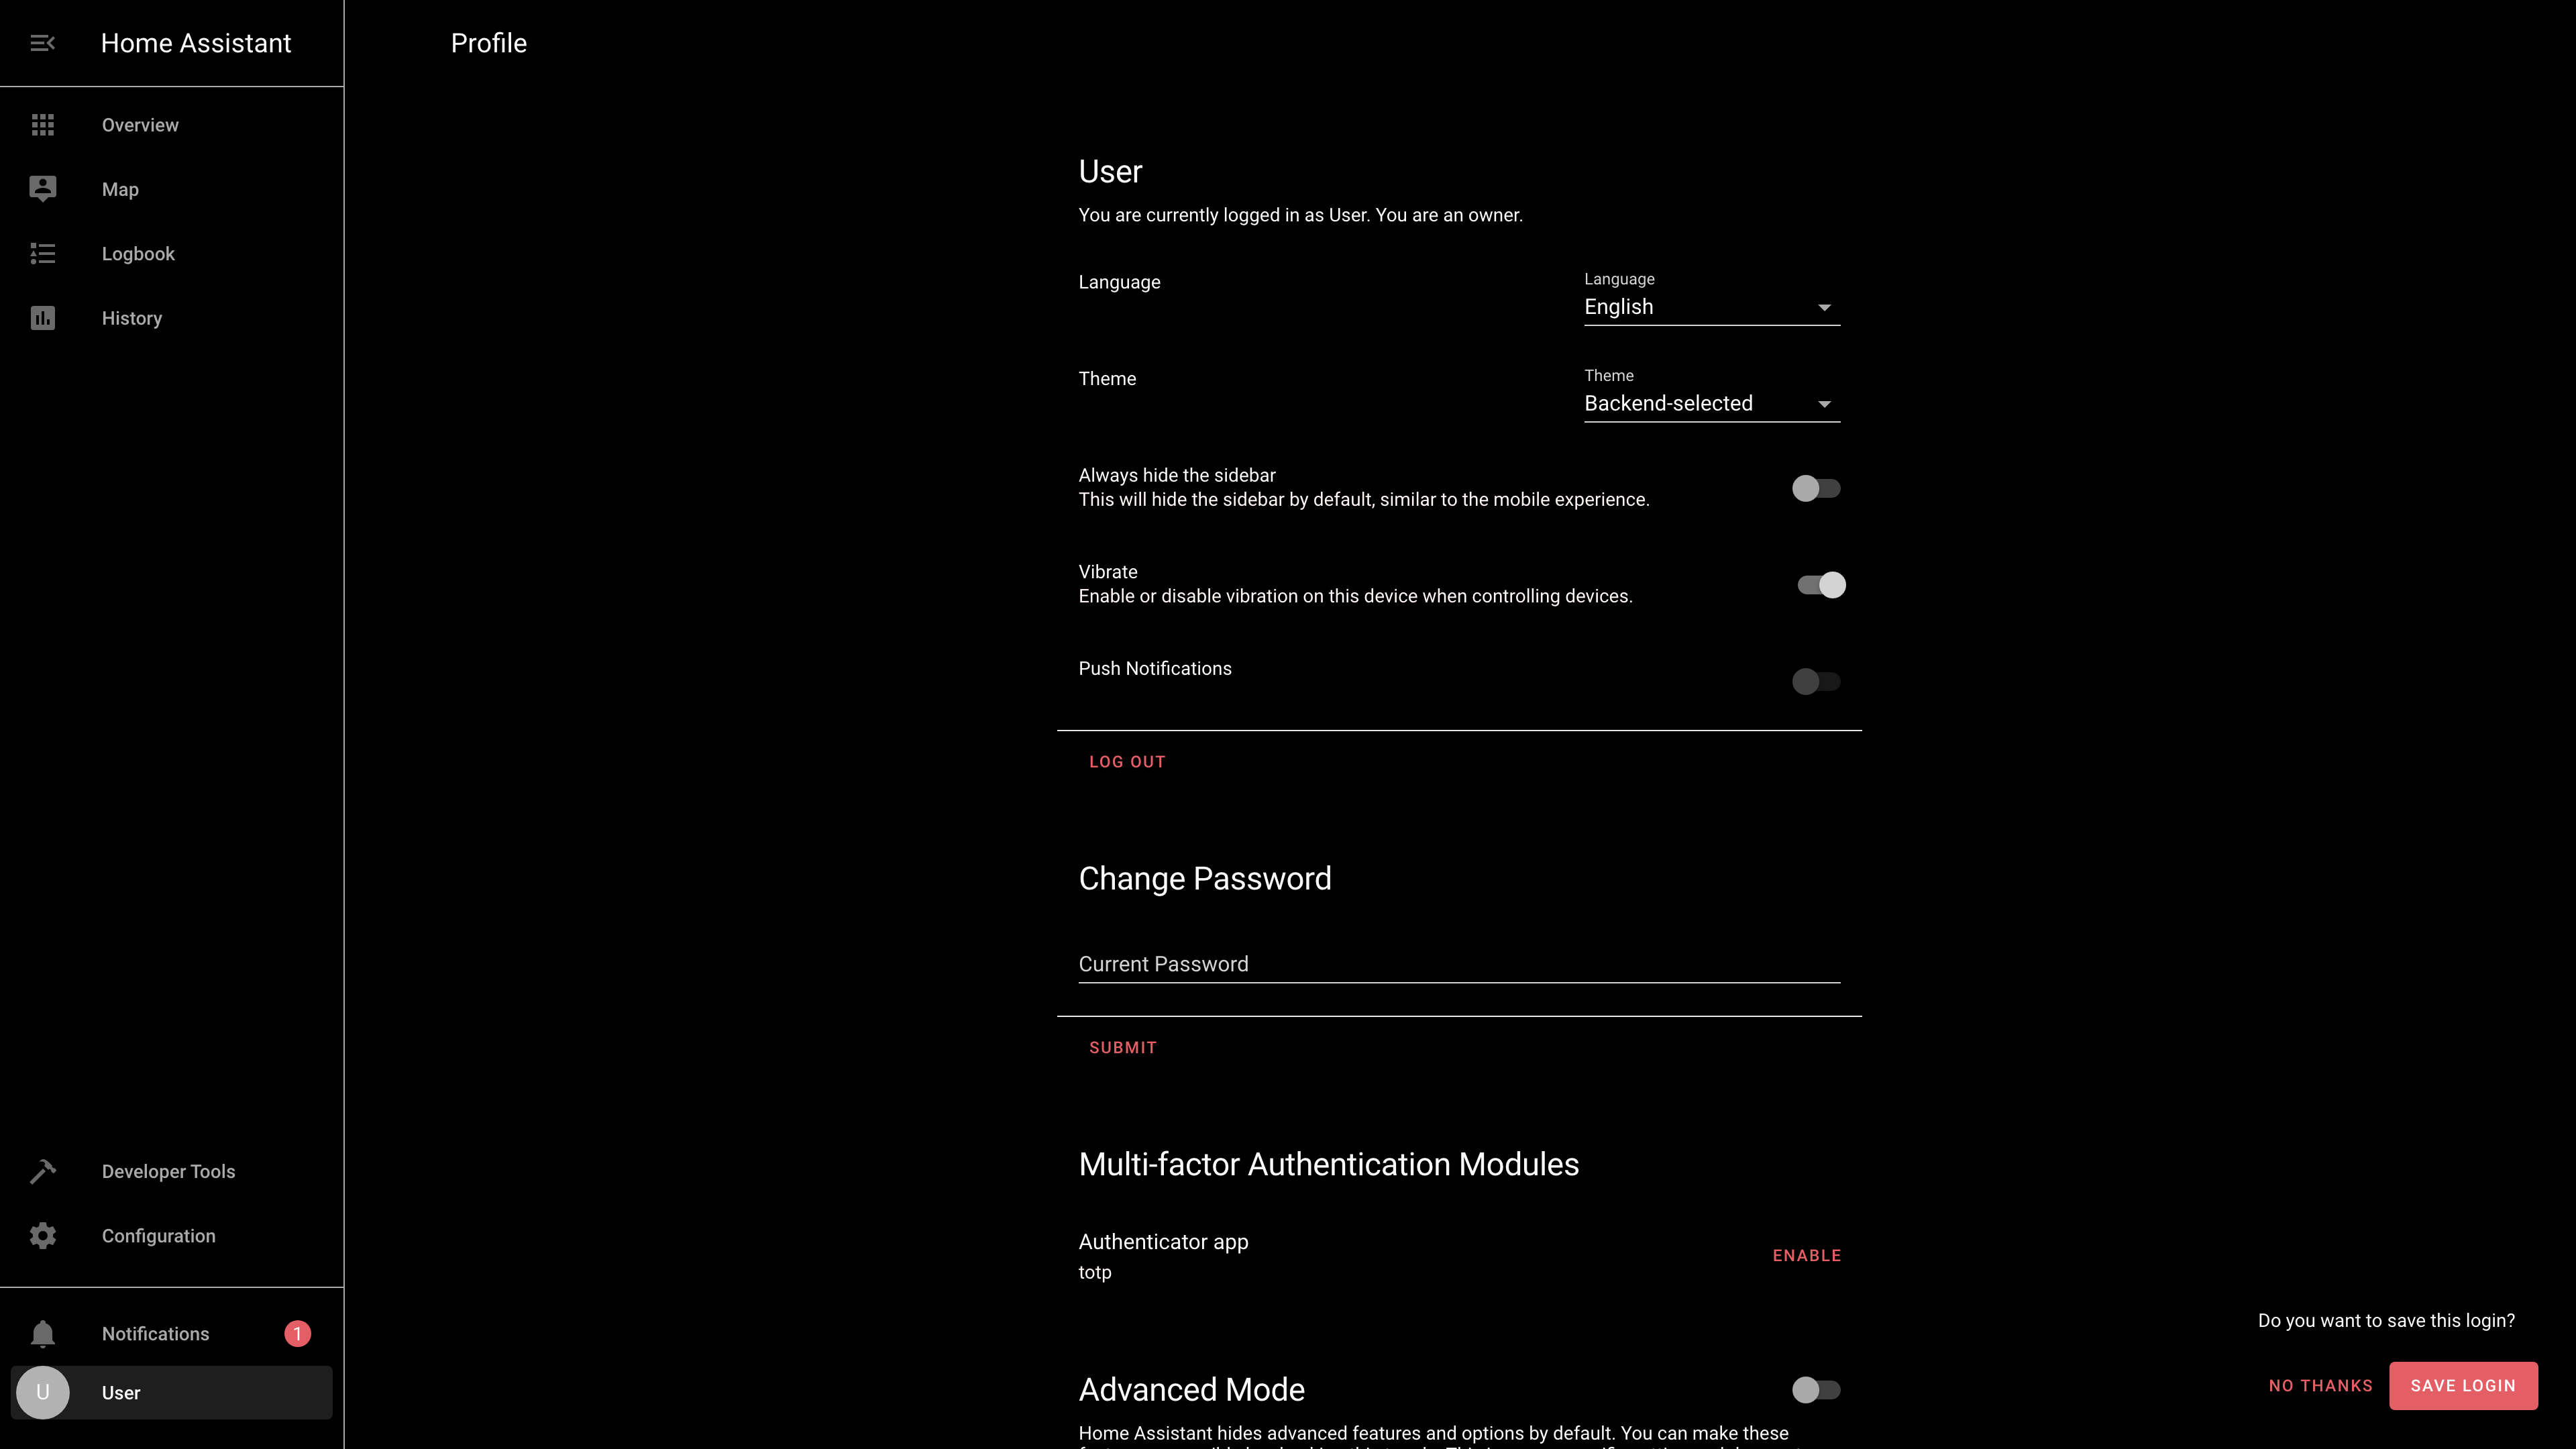 Home Assistant
Profile
Overview
Map
Logbook
History
User
You are currently logged in as User. You are an owner.
Language
Language
English
Theme
Theme
Backend-selected
Always hide the sidebar
This will hide the sidebar by default, similar to the mobile experience.
Vibrate
Enable or disable vibration on this device when controlling devices.
Push Notifications
LOG OUT
Change Password
Current Password
SUBMIT
Multi-factor Authentication Modules
Authenticator app
totp
ENABLE
Advanced Mode
Home Assistant hides advanced features and options by default. You can make these
Developer Tools
Configuration
Notifications
1
U
User
Do you want to save this login?
NO THANKS
SAVE LOGIN